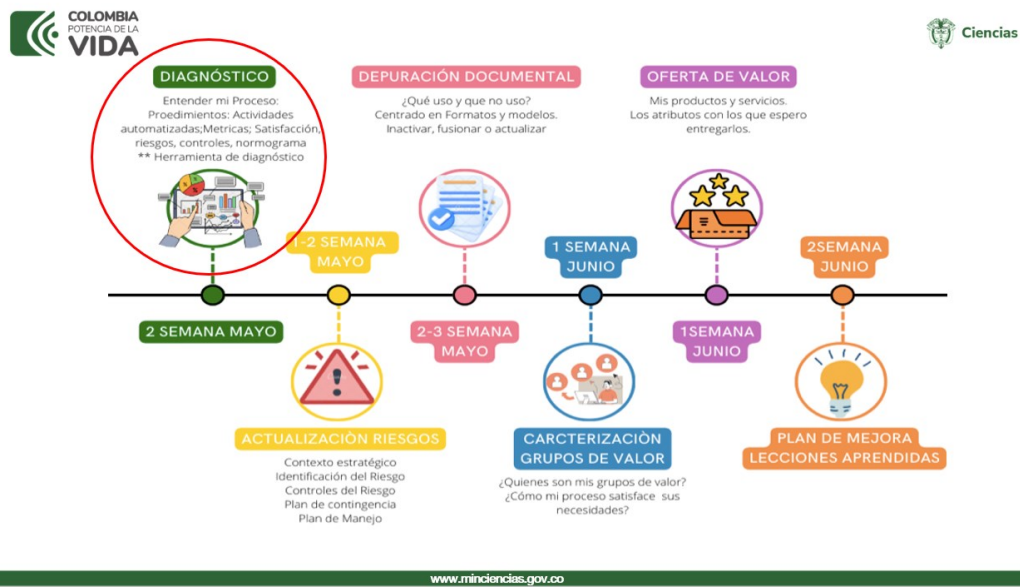 COLOMBIA
POTENCIA DE LA
VIDA
Ciencias
DIAGNÓSTICO
Entender mi Proceso:
Proedimientos: Actividades
automatizadas;Metricas; Satisfacción,
riesgos, controles, normograma
** Herramienta de diagnóstico
DEPURACIÓN DOCUMENTAL
¿Qué uso y que no uso?
Centrado en Formatos y modelos.
Inactivar, fusionar o actualizar
OFERTA DE VALOR
Mis productos y servicios.
Los atributos con los que espero
entregarlos.
1-2 SEMANA
MAYO
1 SEMANA
JUNIO
2SEMANA
JUNIO
2 SEMANA MAYO
2-3 SEMANA
MAYO
1SEMANA
JUNIO
ACTUALIZACIÒN RIESGOS
Contexto estratégico
Identificación del Riesgo
Controles del Riesgo
Plan de contingencia
Plan de Manejo
CARCTERIZACIÒN
GRUPOS DE VALOR
¿Quienes son mis grupos de valor?
¿Cómo mi proceso satisface sus
necesidades?
PLAN DE MEJORA
LECCIONES APRENDIDAS
www.minciencias.gov.co